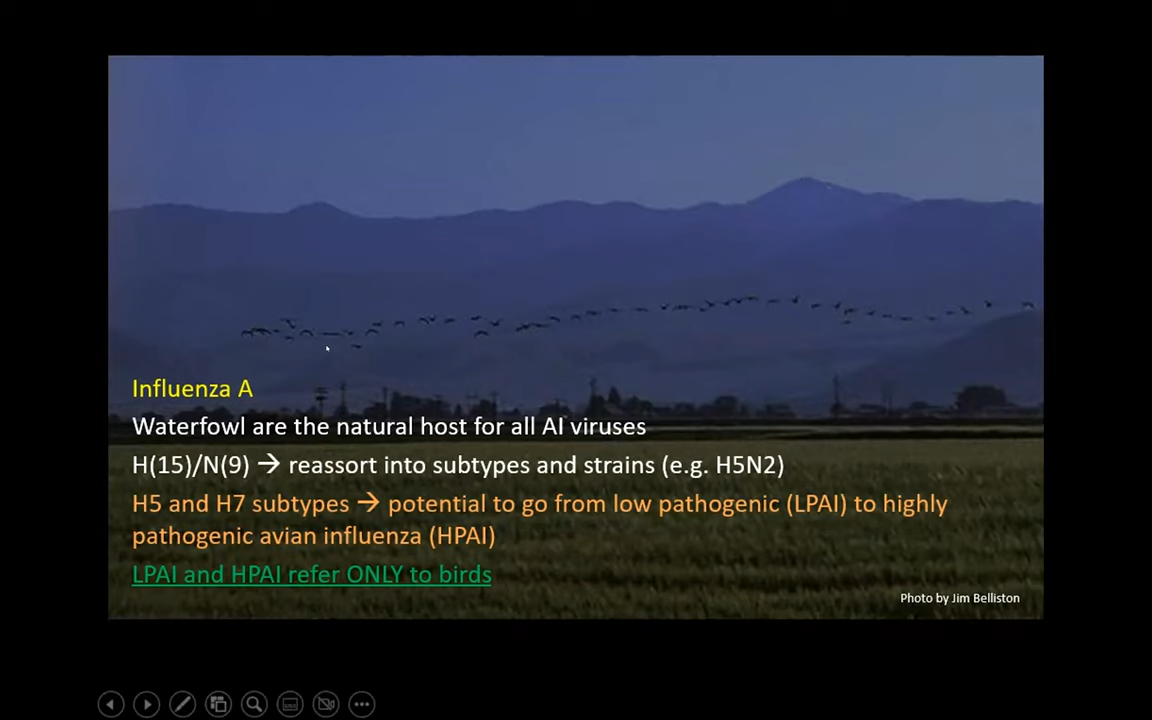 Influenza A
Waterfowl are the natural host for all AI viruses
H(15)/N(9) → reassort into subtypes and strains (e.g. H5N2)
H5 and H7 subtypes → potential to go from low pathogenic (LPAI) to highly
pathogenic avian influenza (HPAI)
LPAI and HPAI refer ONLY to birds
Photo by Jim Belliston